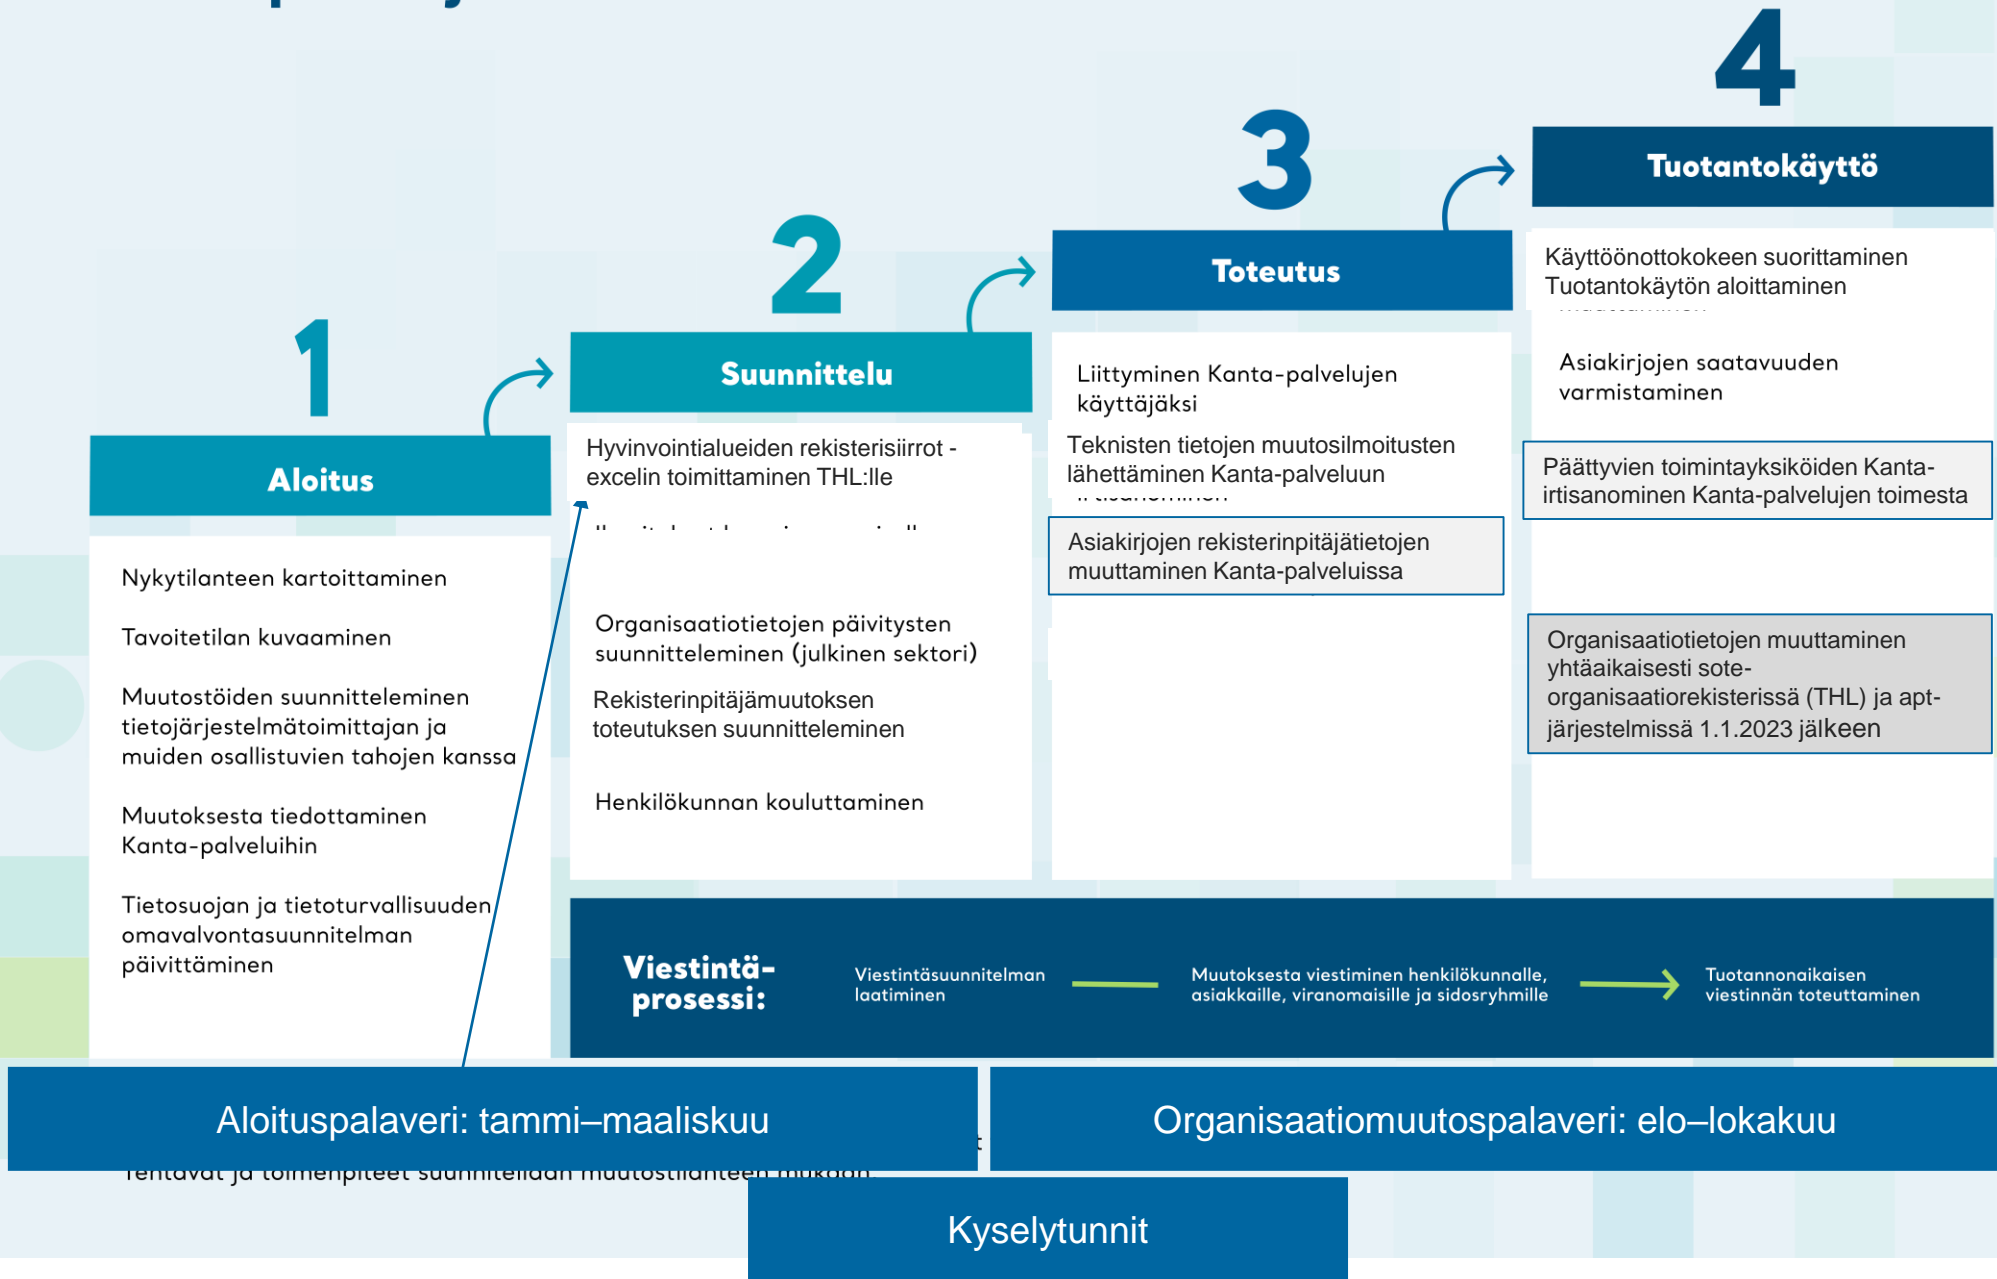 1
Aloitus
Nykytilanteen kartoittaminen
Tavoitetilan kuvaaminen
Muutostöiden suunnitteleminen
tietojärjestelmätoimittajan ja
muiden osallistuvien tahojen kanssa
Muutoksesta tiedottaminen
Kanta-palveluihin
Tietosuojan ja tietoturvallisuuden
omavalvontasuunnitelman
päivittäminen
2
Suunnittelu
Hyvinvointialueiden rekisterisiirrot -
excelin toimittaminen THL:lle
Organisaatiotietojen päivitysten
suunnitteleminen (julkinen sektori)
Rekisterinpitäjämuutoksen
toteutuksen suunnitteleminen
Henkilökunnan kouluttaminen
3
Toteutus
Liittyminen Kanta-palvelujen
käyttäjäksi
Teknisten tietojen muutosilmoitusten
lähettäminen Kanta-palveluun
Asiakirjojen rekisterinpitäjätietojen
muuttaminen Kanta-palveluissa
4
Tuotantokäyttö
Käyttöönottokokeen suorittaminen
Tuotantokäytön aloittaminen
Asiakirjojen saatavuuden
varmistaminen
Päättyvien toimintayksiköiden Kanta-
irtisanominen Kanta-palvelujen toimesta
Organisaatiotietojen muuttaminen
yhtäaikaisesti sote-
organisaatiorekisterissä (THL) ja apt-
järjestelmissä 1.1.2023 jälkeen
Viestintä-
prosessi:
Viestintäsuunnitelman
laatiminen
Muutoksesta viestiminen henkilökunnalle,
asiakkaille, viranomaisille ja sidosryhmille
Tuotannonaikaisen
viestinnän toteuttaminen
Aloituspalaveri: tammi–maaliskuu
Organisaatiomuutospalaveri: elo–lokakuu
ja toimenpiteet suunnitellaan muutostilanteen mukaan.
Kyselytunnit